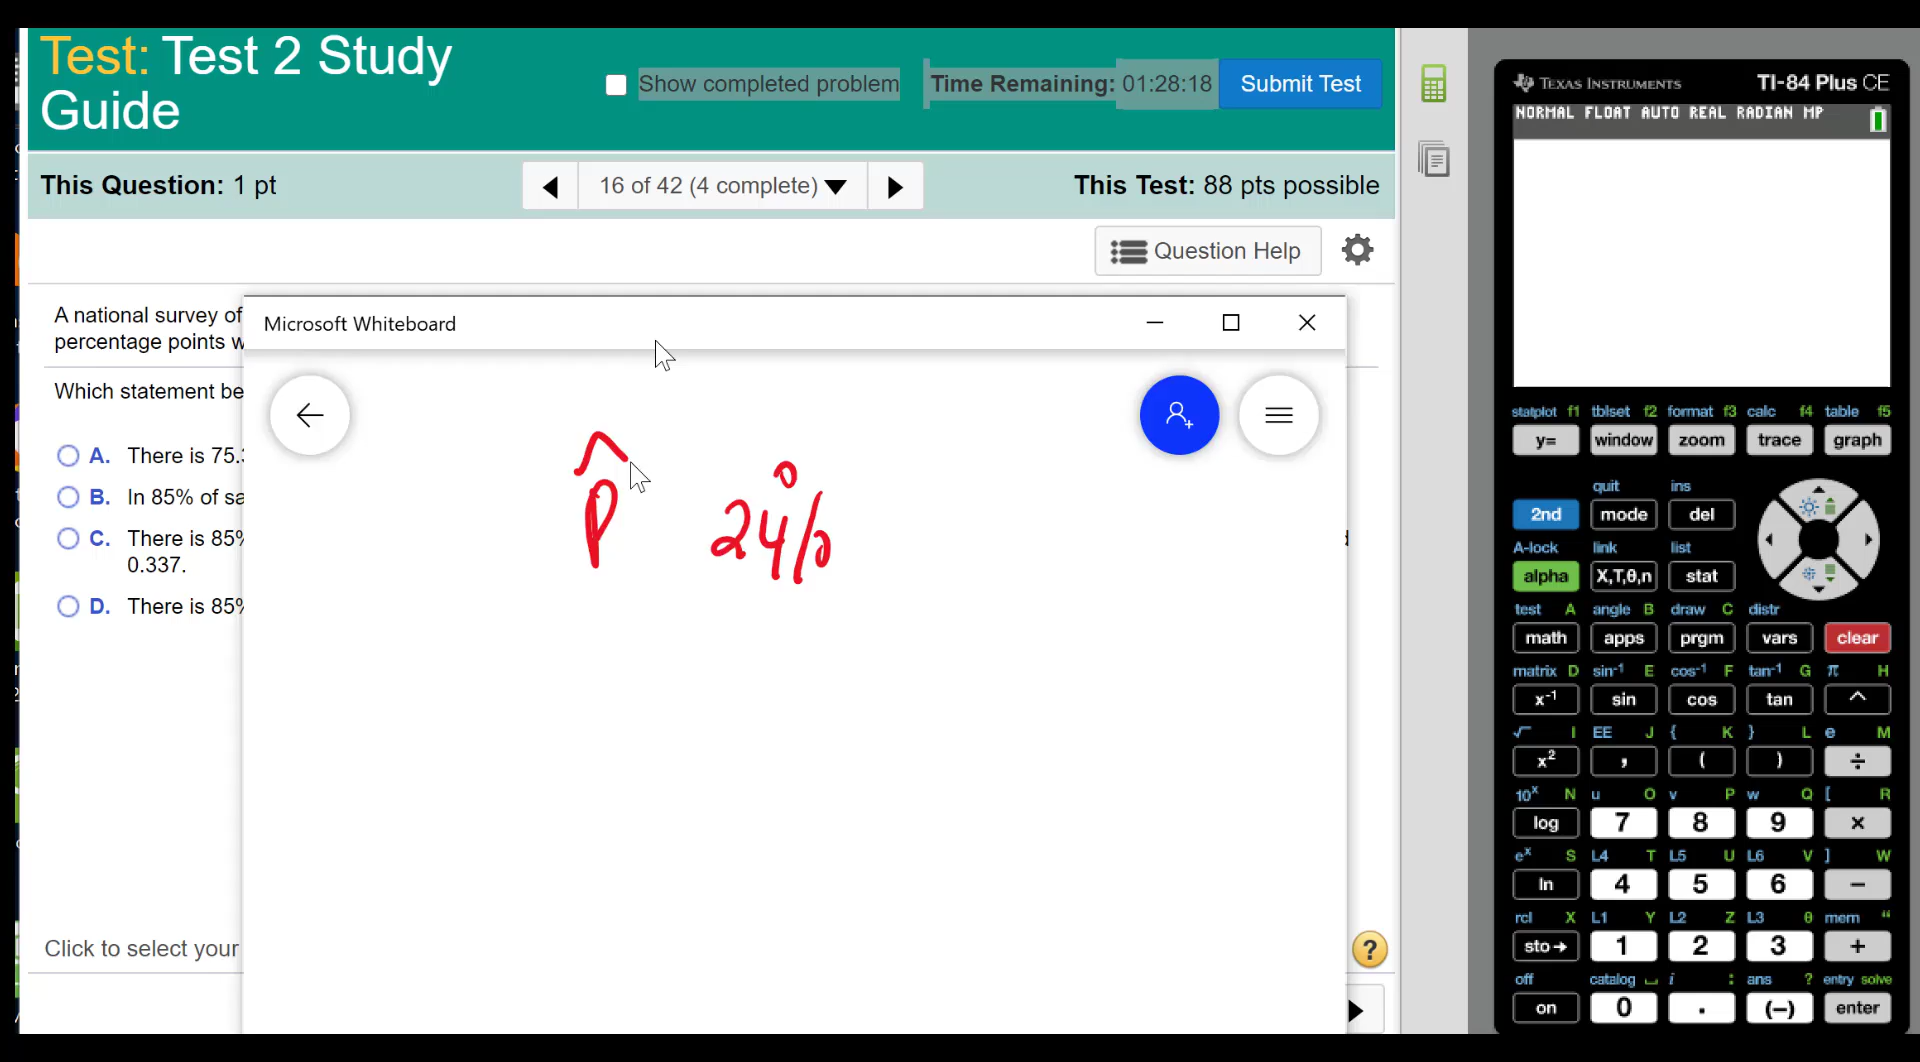 Test: Test 2 Study
Guide
Show completed problem
Time Remaining: 01:28:18
Submit Test
This Question: 1 pt
16 of 42 (4 complete)
This Test: 88 pts possible
Question Help
A national survey of
percentage points w
Which statement be
A. There is 75.
B. In 85% of sa
C. There is 85%
0.337.
D. There is 85%
Click to select your
?
Microsoft Whiteboard
p̂ 24%
TEXAS INSTRUMENTS TI-84 Plus CE
NORMAL FLOAT AUTO REAL RADIAN MP
statplot f1 tblset f2 format f3 calc f4 table f5
y= window zoom trace graph
quit ins
2nd mode del
A-lock link list
alpha X,T,θ,n stat
test A angle B draw C distr
math apps prgm vars clear
matrix D sin⁻¹ E cos⁻¹ F tan⁻¹ G π H
x⁻¹ sin cos tan ^
√ I EE J { K } L e M
x² , ( ) ÷
10ˣ N u O v P w Q [ R
log 7 8 9 ×
eˣ S L4 T L5 U L6 V ] W
ln 4 5 6 −
rcl X L1 Y L2 Z L3 θ mem "
sto→ 1 2 3 +
off catalog ⎵ i : ans ? entry solve
on 0 . (−) enter